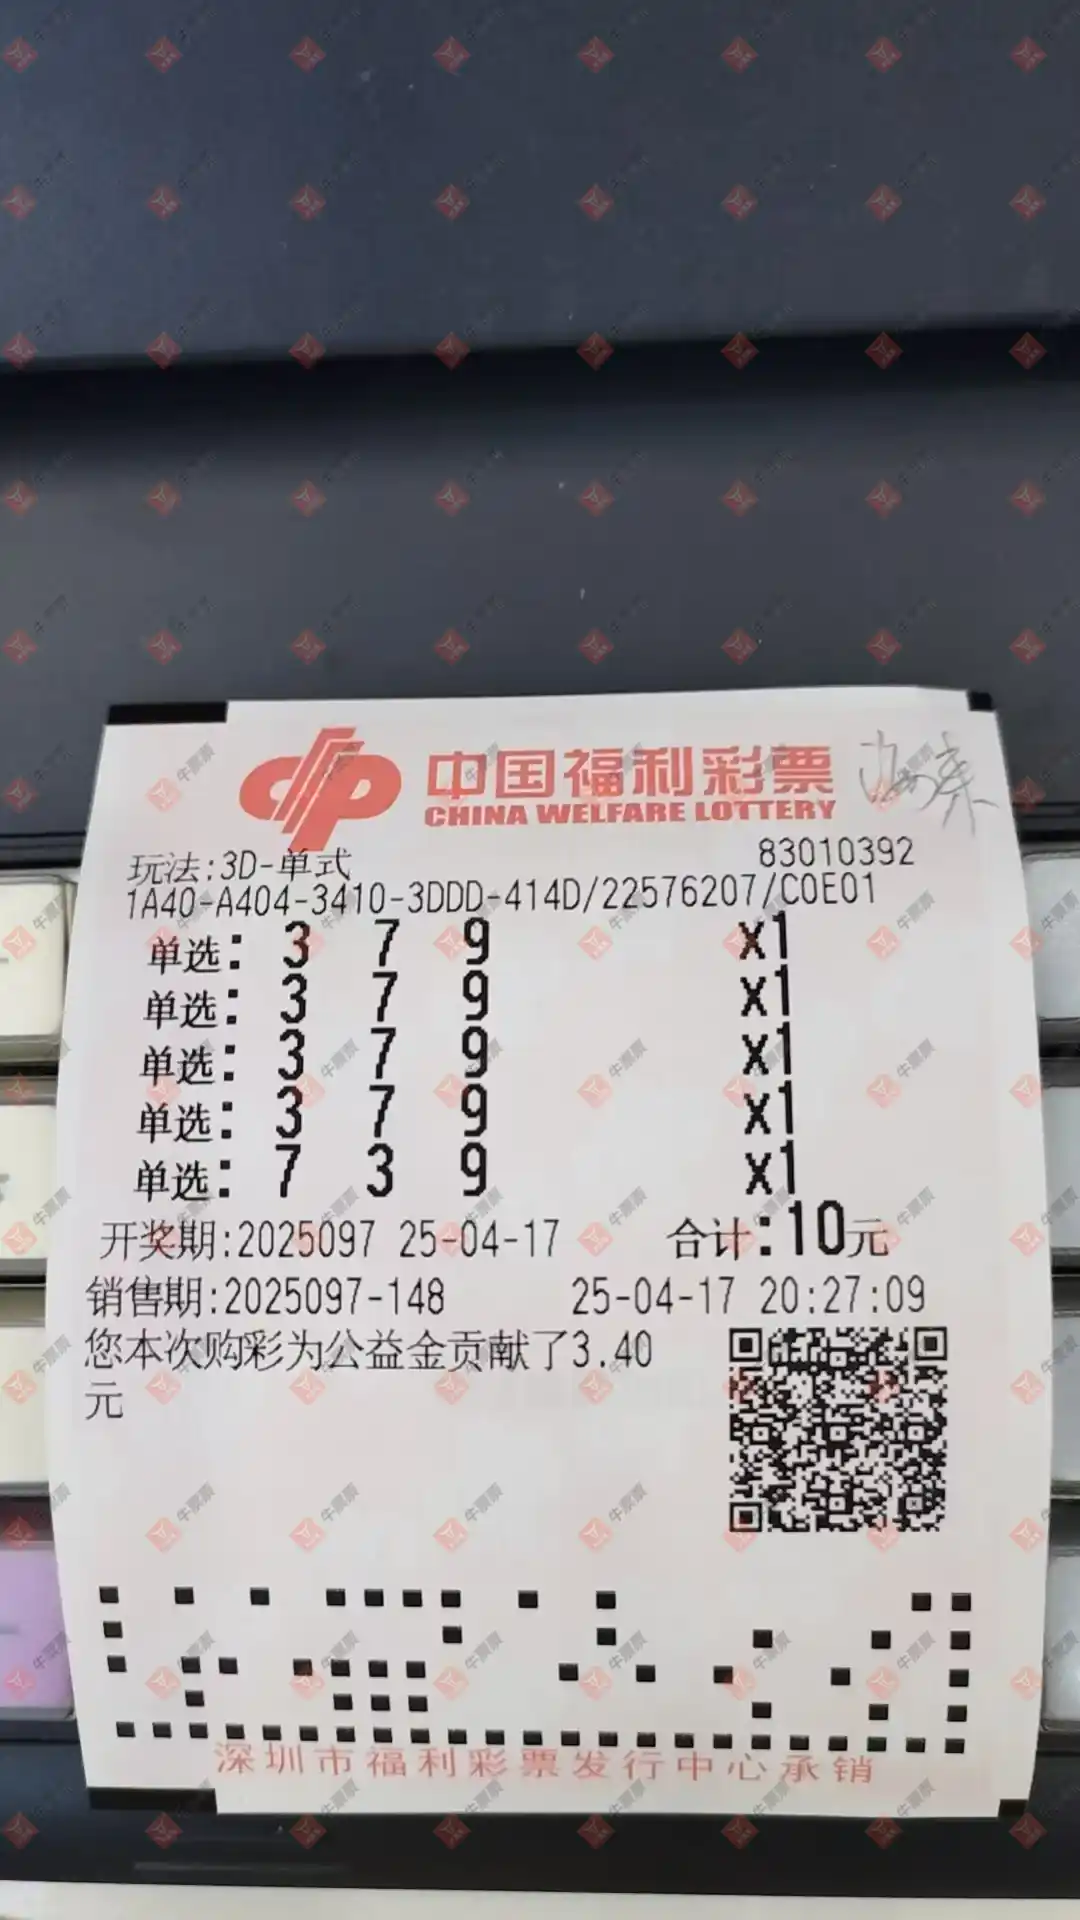 中国福利彩票
CHINA WELFARE LOTTERY
玩法:3D-单式 83010392
1A40-A404-3410-3DDD-414D/22576207/C0E01
单选: 3 7 9 x1
单选: 3 7 9 x1
单选: 3 7 9 x1
单选: 3 7 9 x1
单选: 7 3 9 x1
开奖期:2025097 25-04-17 合计:10元
销售期:2025097-148 25-04-17 20:27:09
您本次购彩为公益金贡献了3.40
元
深圳市福利彩票发行中心承销
牛票票